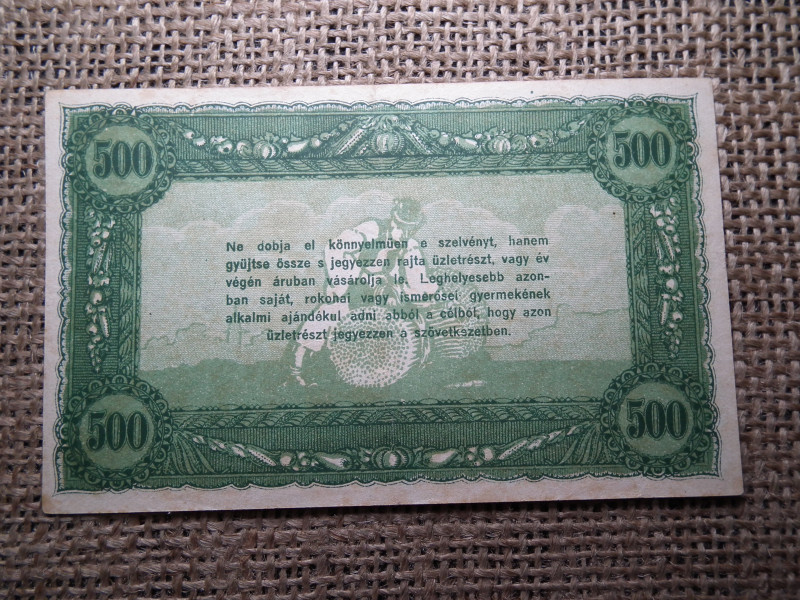 500 500
Ne dobja el könnyelmüen e szelvényt, hanem
gyüjtse össze s jegyezzen rajta üzletrészt, vagy év
végén áruban vásárolja le. Leghelyesebb azon-
ban saját, rokonai vagy ismerősei gyermekének
alkalmi ajándékul adni abból a célból, hogy azon
üzletrészt jegyezzen a szövetkezetben.
500 500